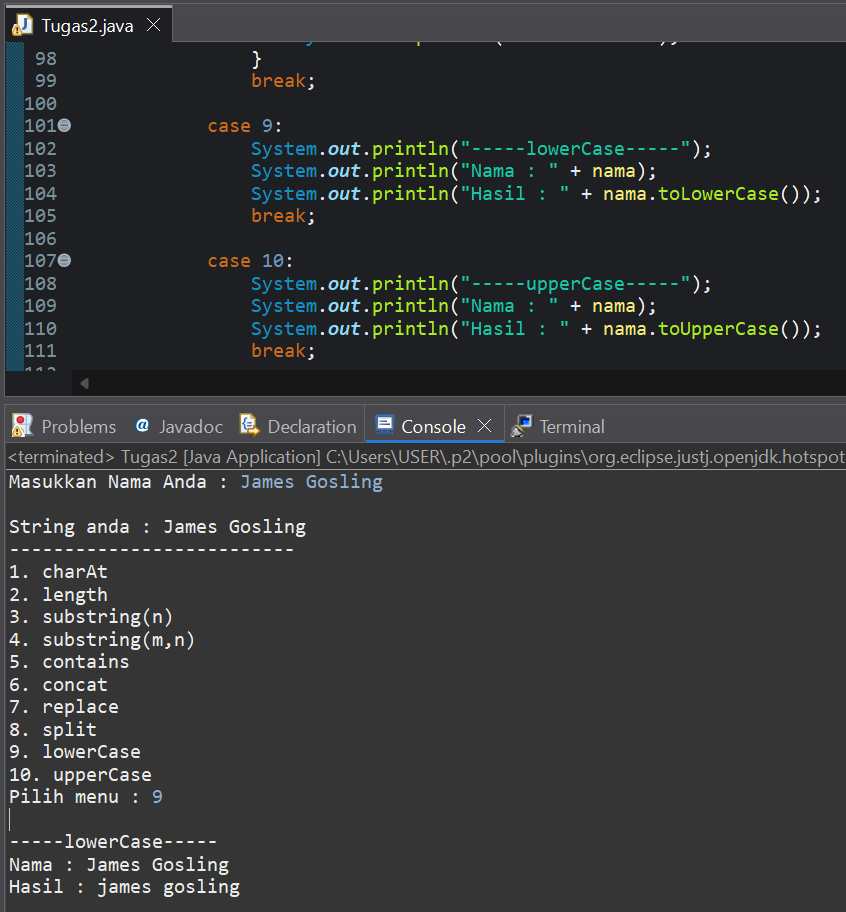 Tugas2.java
98 }
99 break;
100
101 case 9:
102 System.out.println("-----lowerCase-----");
103 System.out.println("Nama : " + nama);
104 System.out.println("Hasil : " + nama.toLowerCase());
105 break;
106
107 case 10:
108 System.out.println("-----upperCase-----");
109 System.out.println("Nama : " + nama);
110 System.out.println("Hasil : " + nama.toUpperCase());
111 break;
Problems @ Javadoc Declaration Console Terminal
<terminated> Tugas2 [Java Application] C:\Users\USER\.p2\pool\plugins\org.eclipse.justj.openjdk.hotspot
Masukkan Nama Anda : James Gosling
String anda : James Gosling
--------------------------
1. charAt
2. length
3. substring(n)
4. substring(m,n)
5. contains
6. concat
7. replace
8. split
9. lowerCase
10. upperCase
Pilih menu : 9
-----lowerCase-----
Nama : James Gosling
Hasil : james gosling